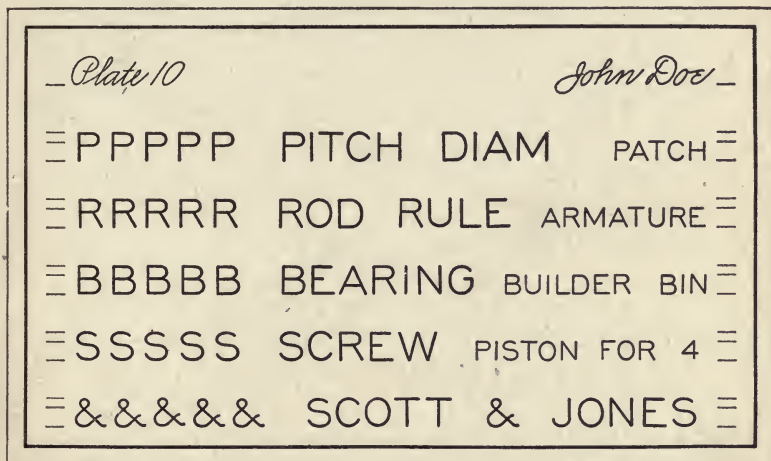 Plate 10 John Doe
PPPPP PITCH DIAM PATCH
RRRRR ROD RULE ARMATURE
BBBBB BEARING BUILDER BIN
SSSSS SCREW PISTON FOR 4
&&&&& SCOTT & JONES